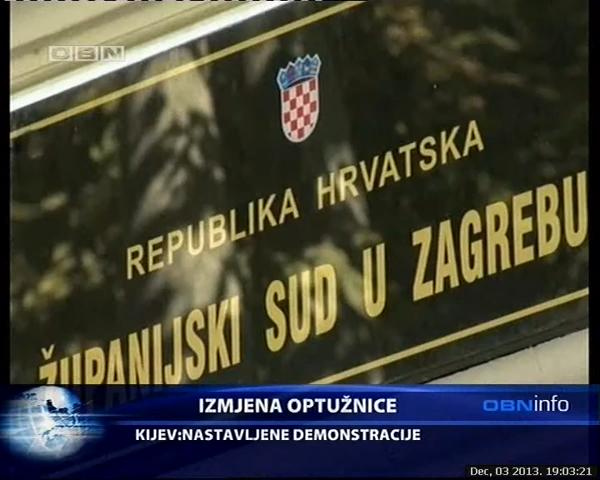 OBN
REPUBLIKA HRVATSKA
ŽUPANIJSKI SUD U ZAGREBU
IZMJENA OPTUŽNICE
OBNinfo
KIJEV:NASTAVLJENE DEMONSTRACIJE
Dec, 03 2013. 19:03:21